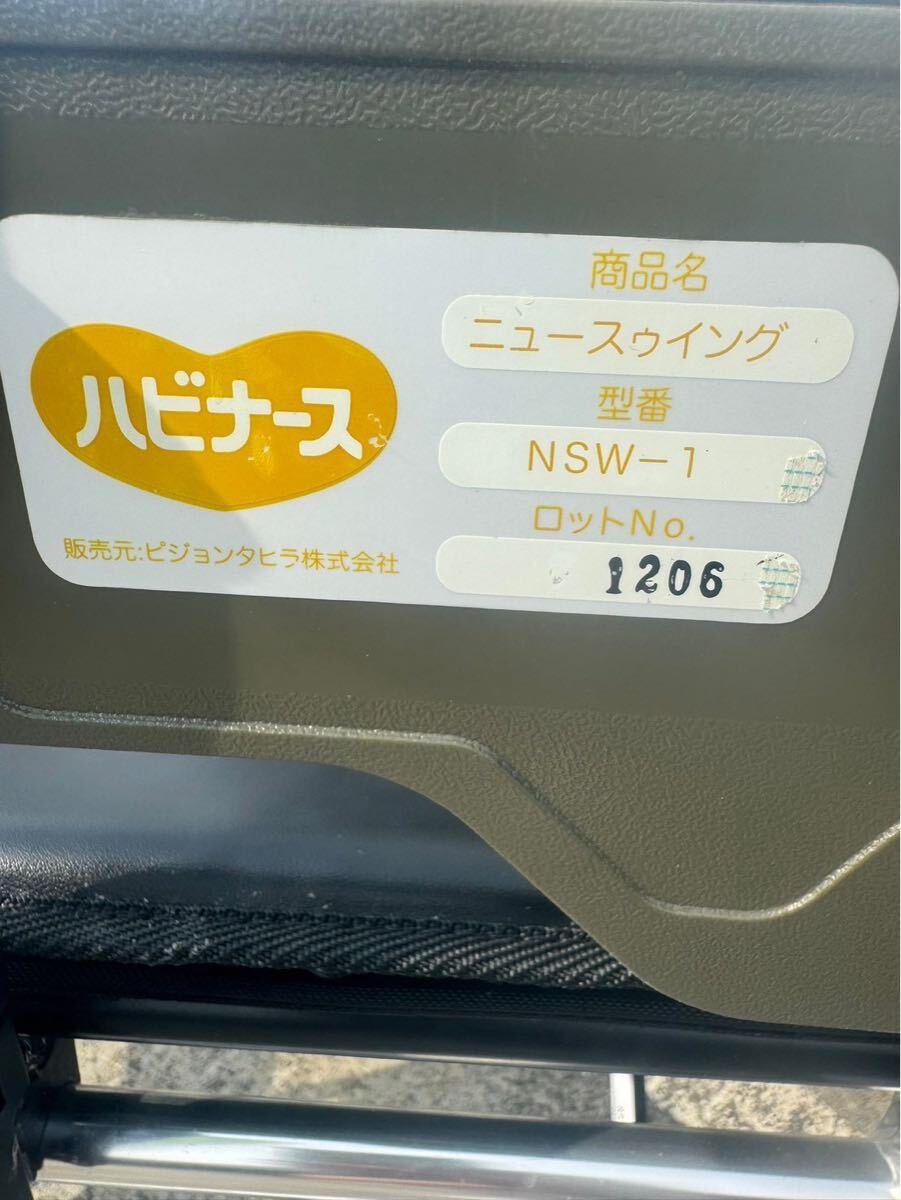 ハビナース
販売元:ピジョンタヒラ株式会社
商品名
ニュースゥイング
型番
NSW-1
ロットNo.
1206